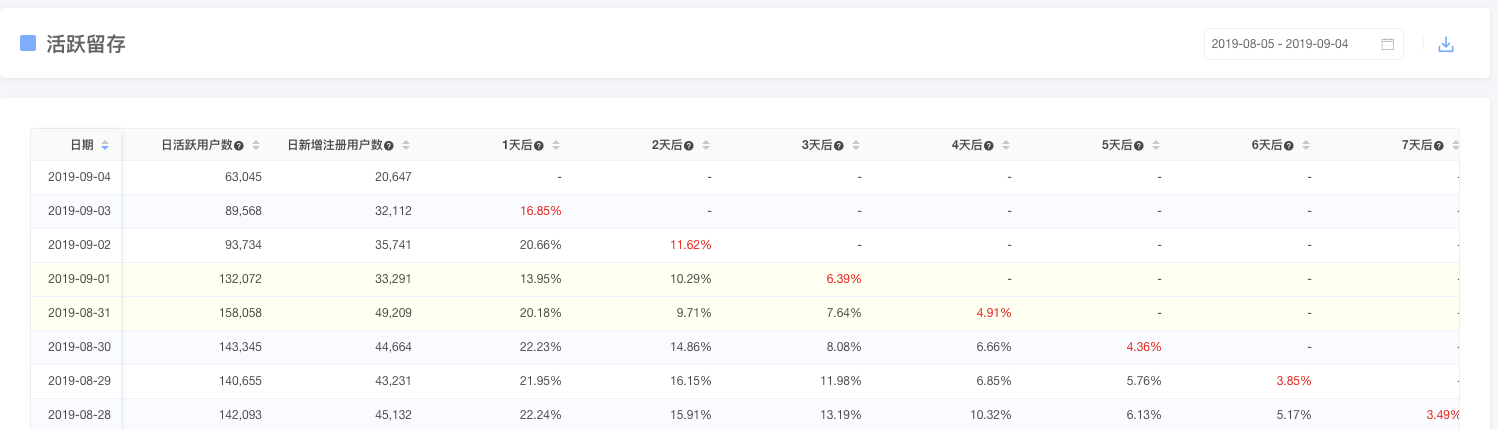 活跃留存
2019-08-05 - 2019-09-04
日期 日活跃用户数 日新增注册用户数 1天后 2天后 3天后 4天后 5天后 6天后 7天后
2019-09-04 63,045 20,647 - - - - - - -
2019-09-03 89,568 32,112 16.85% - - - - - -
2019-09-02 93,734 35,741 20.66% 11.62% - - - - -
2019-09-01 132,072 33,291 13.95% 10.29% 6.39% - - - -
2019-08-31 158,058 49,209 20.18% 9.71% 7.64% 4.91% - - -
2019-08-30 143,345 44,664 22.23% 14.86% 8.08% 6.66% 4.36% - -
2019-08-29 140,655 43,231 21.95% 16.15% 11.98% 6.85% 5.76% 3.85% -
2019-08-28 142,093 45,132 22.24% 15.91% 13.19% 10.32% 6.13% 5.17% 3.49%